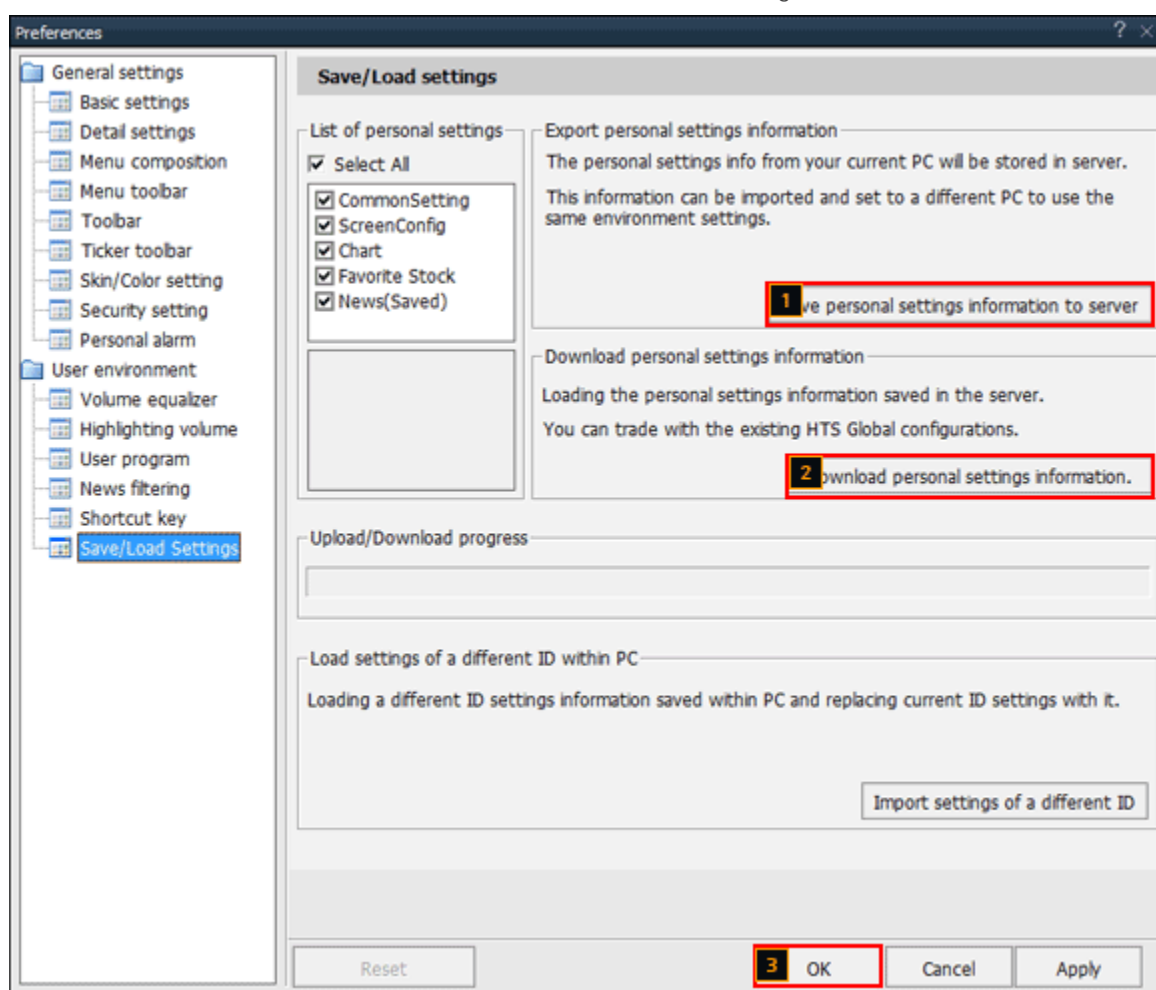 Preferences
?
General settings
Basic settings
Detail settings
Menu composition
Menu toolbar
Toolbar
Ticker toolbar
Skin/Color setting
Security setting
Personal alarm
User environment
Volume equalizer
Highlighting volume
User program
News filtering
Shortcut key
Save/Load Settings
Save/Load settings
List of personal settings
Select All
CommonSetting
ScreenConfig
Chart
Favorite Stock
News(Saved)
Export personal settings information
The personal settings info from your current PC will be stored in server.
This information can be imported and set to a different PC to use the
same environment settings.
1 ve personal settings information to server
Download personal settings information
Loading the personal settings information saved in the server.
You can trade with the existing HTS Global configurations.
2 ownload personal settings information.
Upload/Download progress
Load settings of a different ID within PC
Loading a different ID settings information saved within PC and replacing current ID settings with it.
Import settings of a different ID
Reset
3 OK
Cancel
Apply